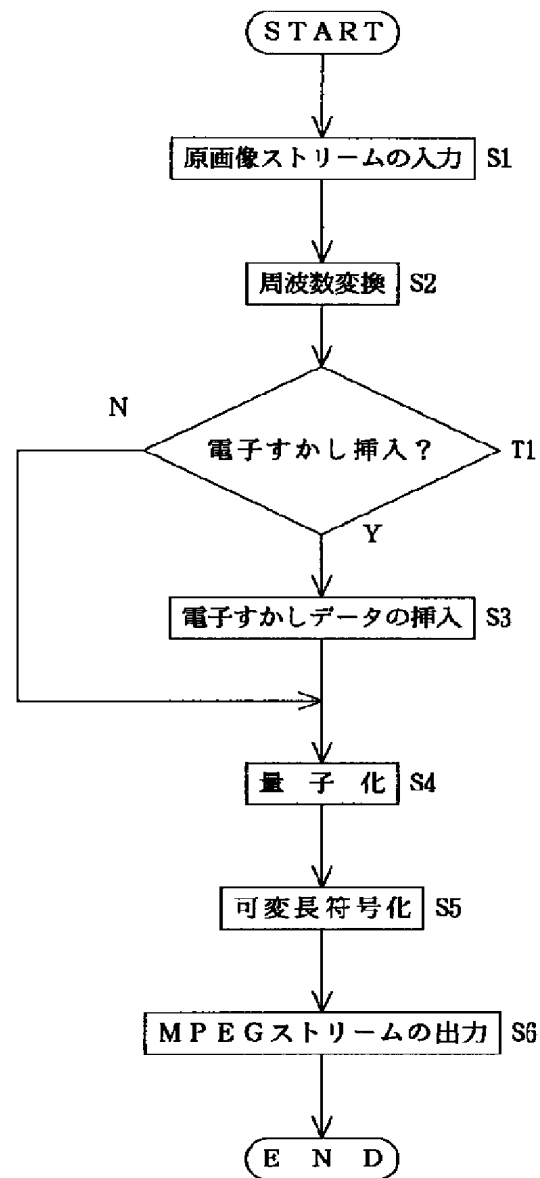 START
原画像ストリームの入力 S1
周波数変換 S2
N
電子すかし挿入? T1
Y
電子すかしデータの挿入 S3
量子化 S4
可変長符号化 S5
MPEGストリームの出力 S6
END